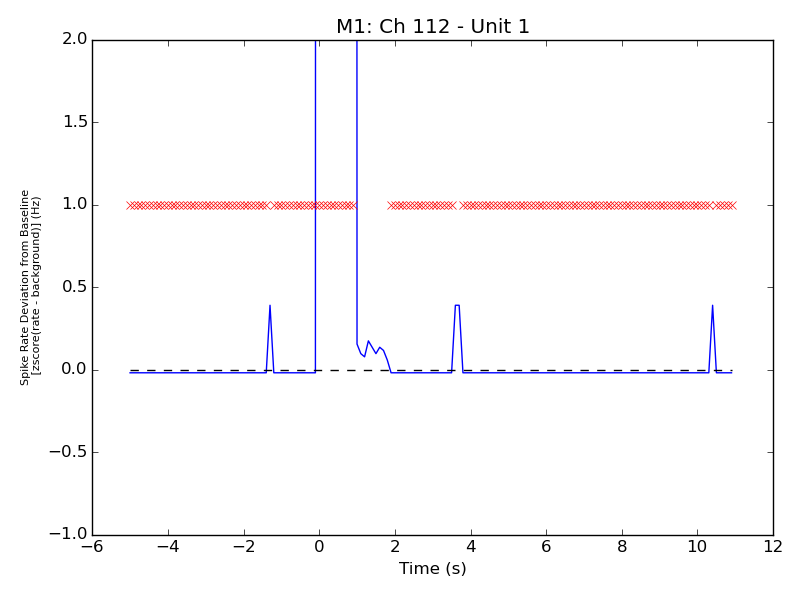 M1: Ch 112 - Unit 1
2.0
1.5
1.0
0.5
0.0
−0.5
−1.0
Spike Rate Deviation from Baseline
[zscore(rate - background)] (Hz)
−6 −4 −2 0 2 4 6 8 10 12
Time (s)